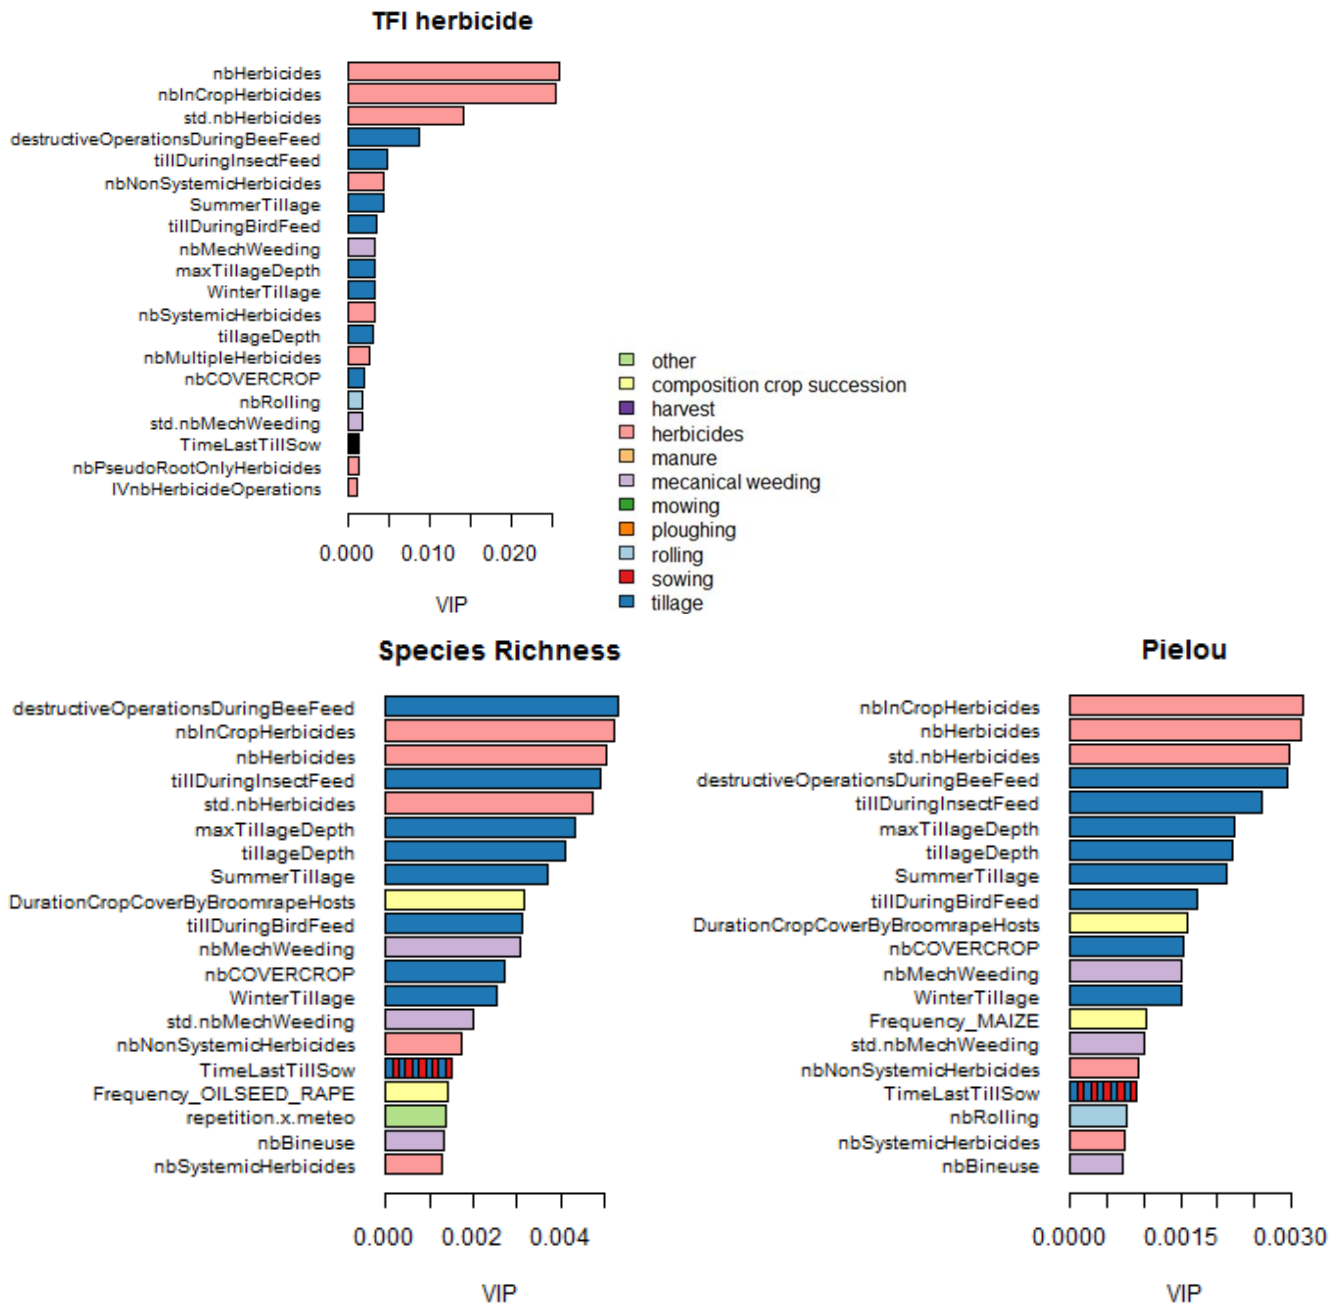 TFI herbicide
nbHerbicides
nbInCropHerbicides
std.nbHerbicides
destructiveOperationsDuringBeeFeed
tillDuringInsectFeed
nbNonSystemicHerbicides
SummerTillage
tillDuringBirdFeed
nbMechWeeding
maxTillageDepth
WinterTillage
nbSystemicHerbicides
tillageDepth
nbMultipleHerbicides
nbCOVERCROP
nbRolling
std.nbMechWeeding
TimeLastTillSow
nbPseudoRootOnlyHerbicides
IVnbHerbicideOperations
0.000 0.010 0.020
VIP
other
composition crop succession
harvest
herbicides
manure
mecanical weeding
mowing
ploughing
rolling
sowing
tillage
Species Richness
destructiveOperationsDuringBeeFeed
nbInCropHerbicides
nbHerbicides
tillDuringInsectFeed
std.nbHerbicides
maxTillageDepth
tillageDepth
SummerTillage
DurationCropCoverByBroomrapeHosts
tillDuringBirdFeed
nbMechWeeding
nbCOVERCROP
WinterTillage
std.nbMechWeeding
nbNonSystemicHerbicides
TimeLastTillSow
Frequency_OILSEED_RAPE
repetition.x.meteo
nbBineuse
nbSystemicHerbicides
0.000 0.002 0.004
VIP
Pielou
nbInCropHerbicides
nbHerbicides
std.nbHerbicides
destructiveOperationsDuringBeeFeed
tillDuringInsectFeed
maxTillageDepth
tillageDepth
SummerTillage
tillDuringBirdFeed
DurationCropCoverByBroomrapeHosts
nbCOVERCROP
nbMechWeeding
WinterTillage
Frequency_MAIZE
std.nbMechWeeding
nbNonSystemicHerbicides
TimeLastTillSow
nbRolling
nbSystemicHerbicides
nbBineuse
0.0000 0.0015 0.0030
VIP